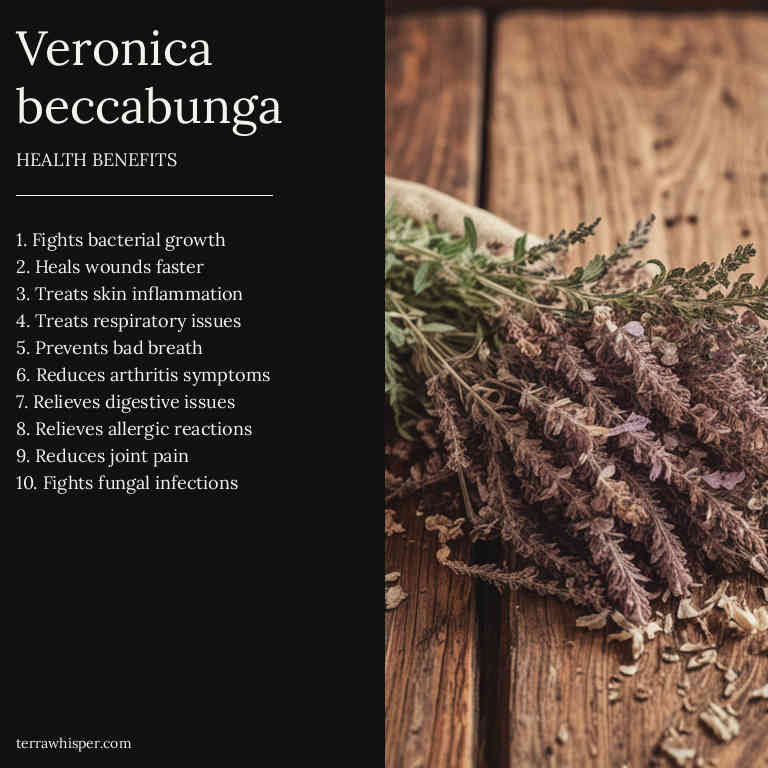 Veronica
beccabunga
HEALTH BENEFITS
1. Fights bacterial growth
2. Heals wounds faster
3. Treats skin inflammation
4. Treats respiratory issues
5. Prevents bad breath
6. Reduces arthritis symptoms
7. Relieves digestive issues
8. Relieves allergic reactions
9. Reduces joint pain
10. Fights fungal infections
terrawhisper.com